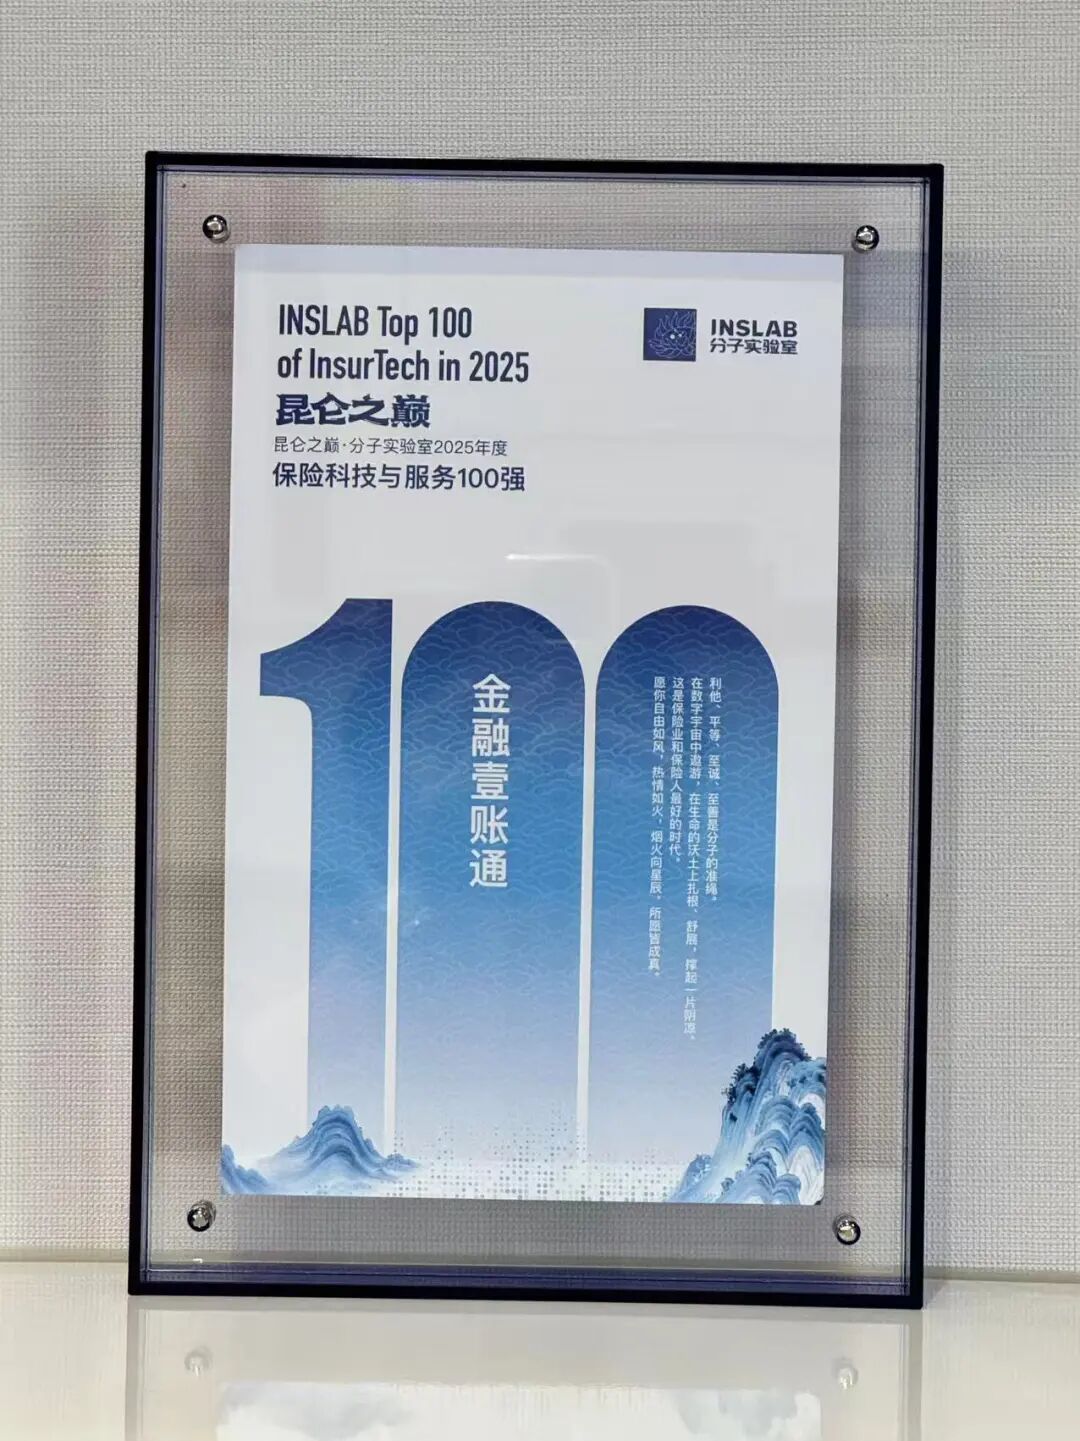 INSLAB Top 100
of InsurTech in 2025
昆仑之巅
昆仑之巅·分子实验室2025年度
保险科技与服务100强
INSLAB
分子实验室
100
金融壹账通
利他、平等、至诚、至善是分子的准绳。
在数字宇宙中遨游，在生命的沃土上扎根、舒展，撑起一片阴凉。
这是保险业和保险人最好的时代。
愿你自由如风，热情如火，烟火向星辰，所愿皆成真。